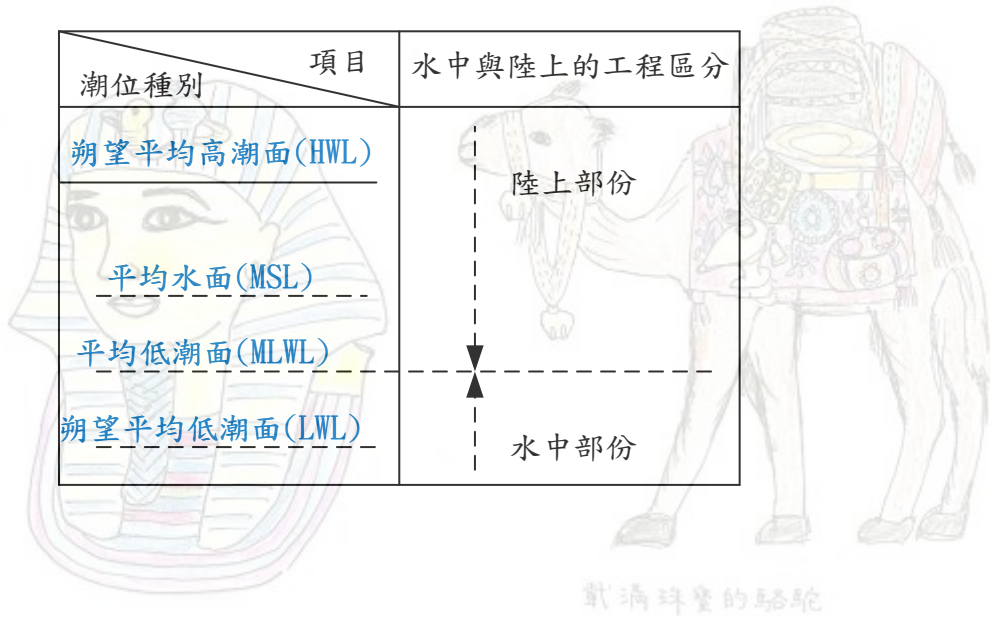 項目
潮位種別
水中與陸上的工程區分
朔望平均高潮面(HWL)
陸上部份
平均水面(MSL)
平均低潮面(MLWL)
朔望平均低潮面(LWL)
水中部份
戴滿珠寶的駱駝